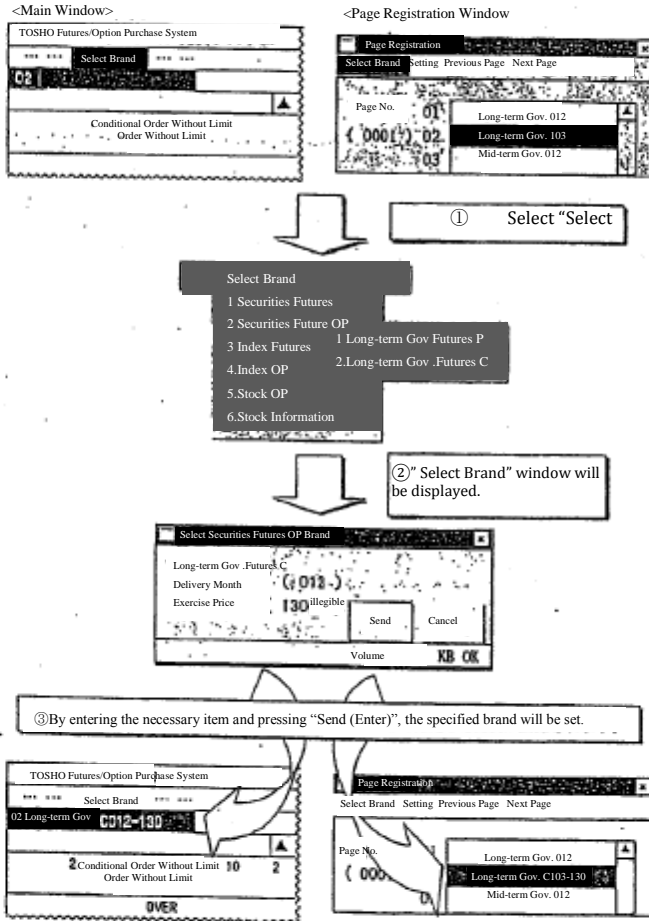 <Main Window>
TOSHO Futures/Option Purchase System
Select Brand
02
Conditional Order Without Limit
Order Without Limit
<Page Registration Window
Page Registration
Select Brand Setting Previous Page Next Page
Page No.
( 0001 )
01 Long-term Gov. 012
02 Long-term Gov. 103
03 Mid-term Gov. 012
① Select “Select
Select Brand
1 Securities Futures
2 Securities Future OP
3 Index Futures
4.Index OP
5.Stock OP
6.Stock Information
1 Long-term Gov Futures P
2.Long-term Gov .Futures C
②” Select Brand” window will
be displayed.
Select Securities Futures OP Brand
Long-term Gov .Futures C
Delivery Month ( 012 )
Exercise Price 130 illegible
Send Cancel
Volume KB OK
③By entering the necessary item and pressing “Send (Enter)”, the specified brand will be set.
TOSHO Futures/Option Purchase System
Select Brand
02 Long-term Gov C012-130
2 Conditional Order Without Limit 10 2
Order Without Limit
OVER
Page Registration
Select Brand Setting Previous Page Next Page
Page No.
( 000
Long-term Gov. 012
Long-term Gov. C103-130
Mid-term Gov. 012